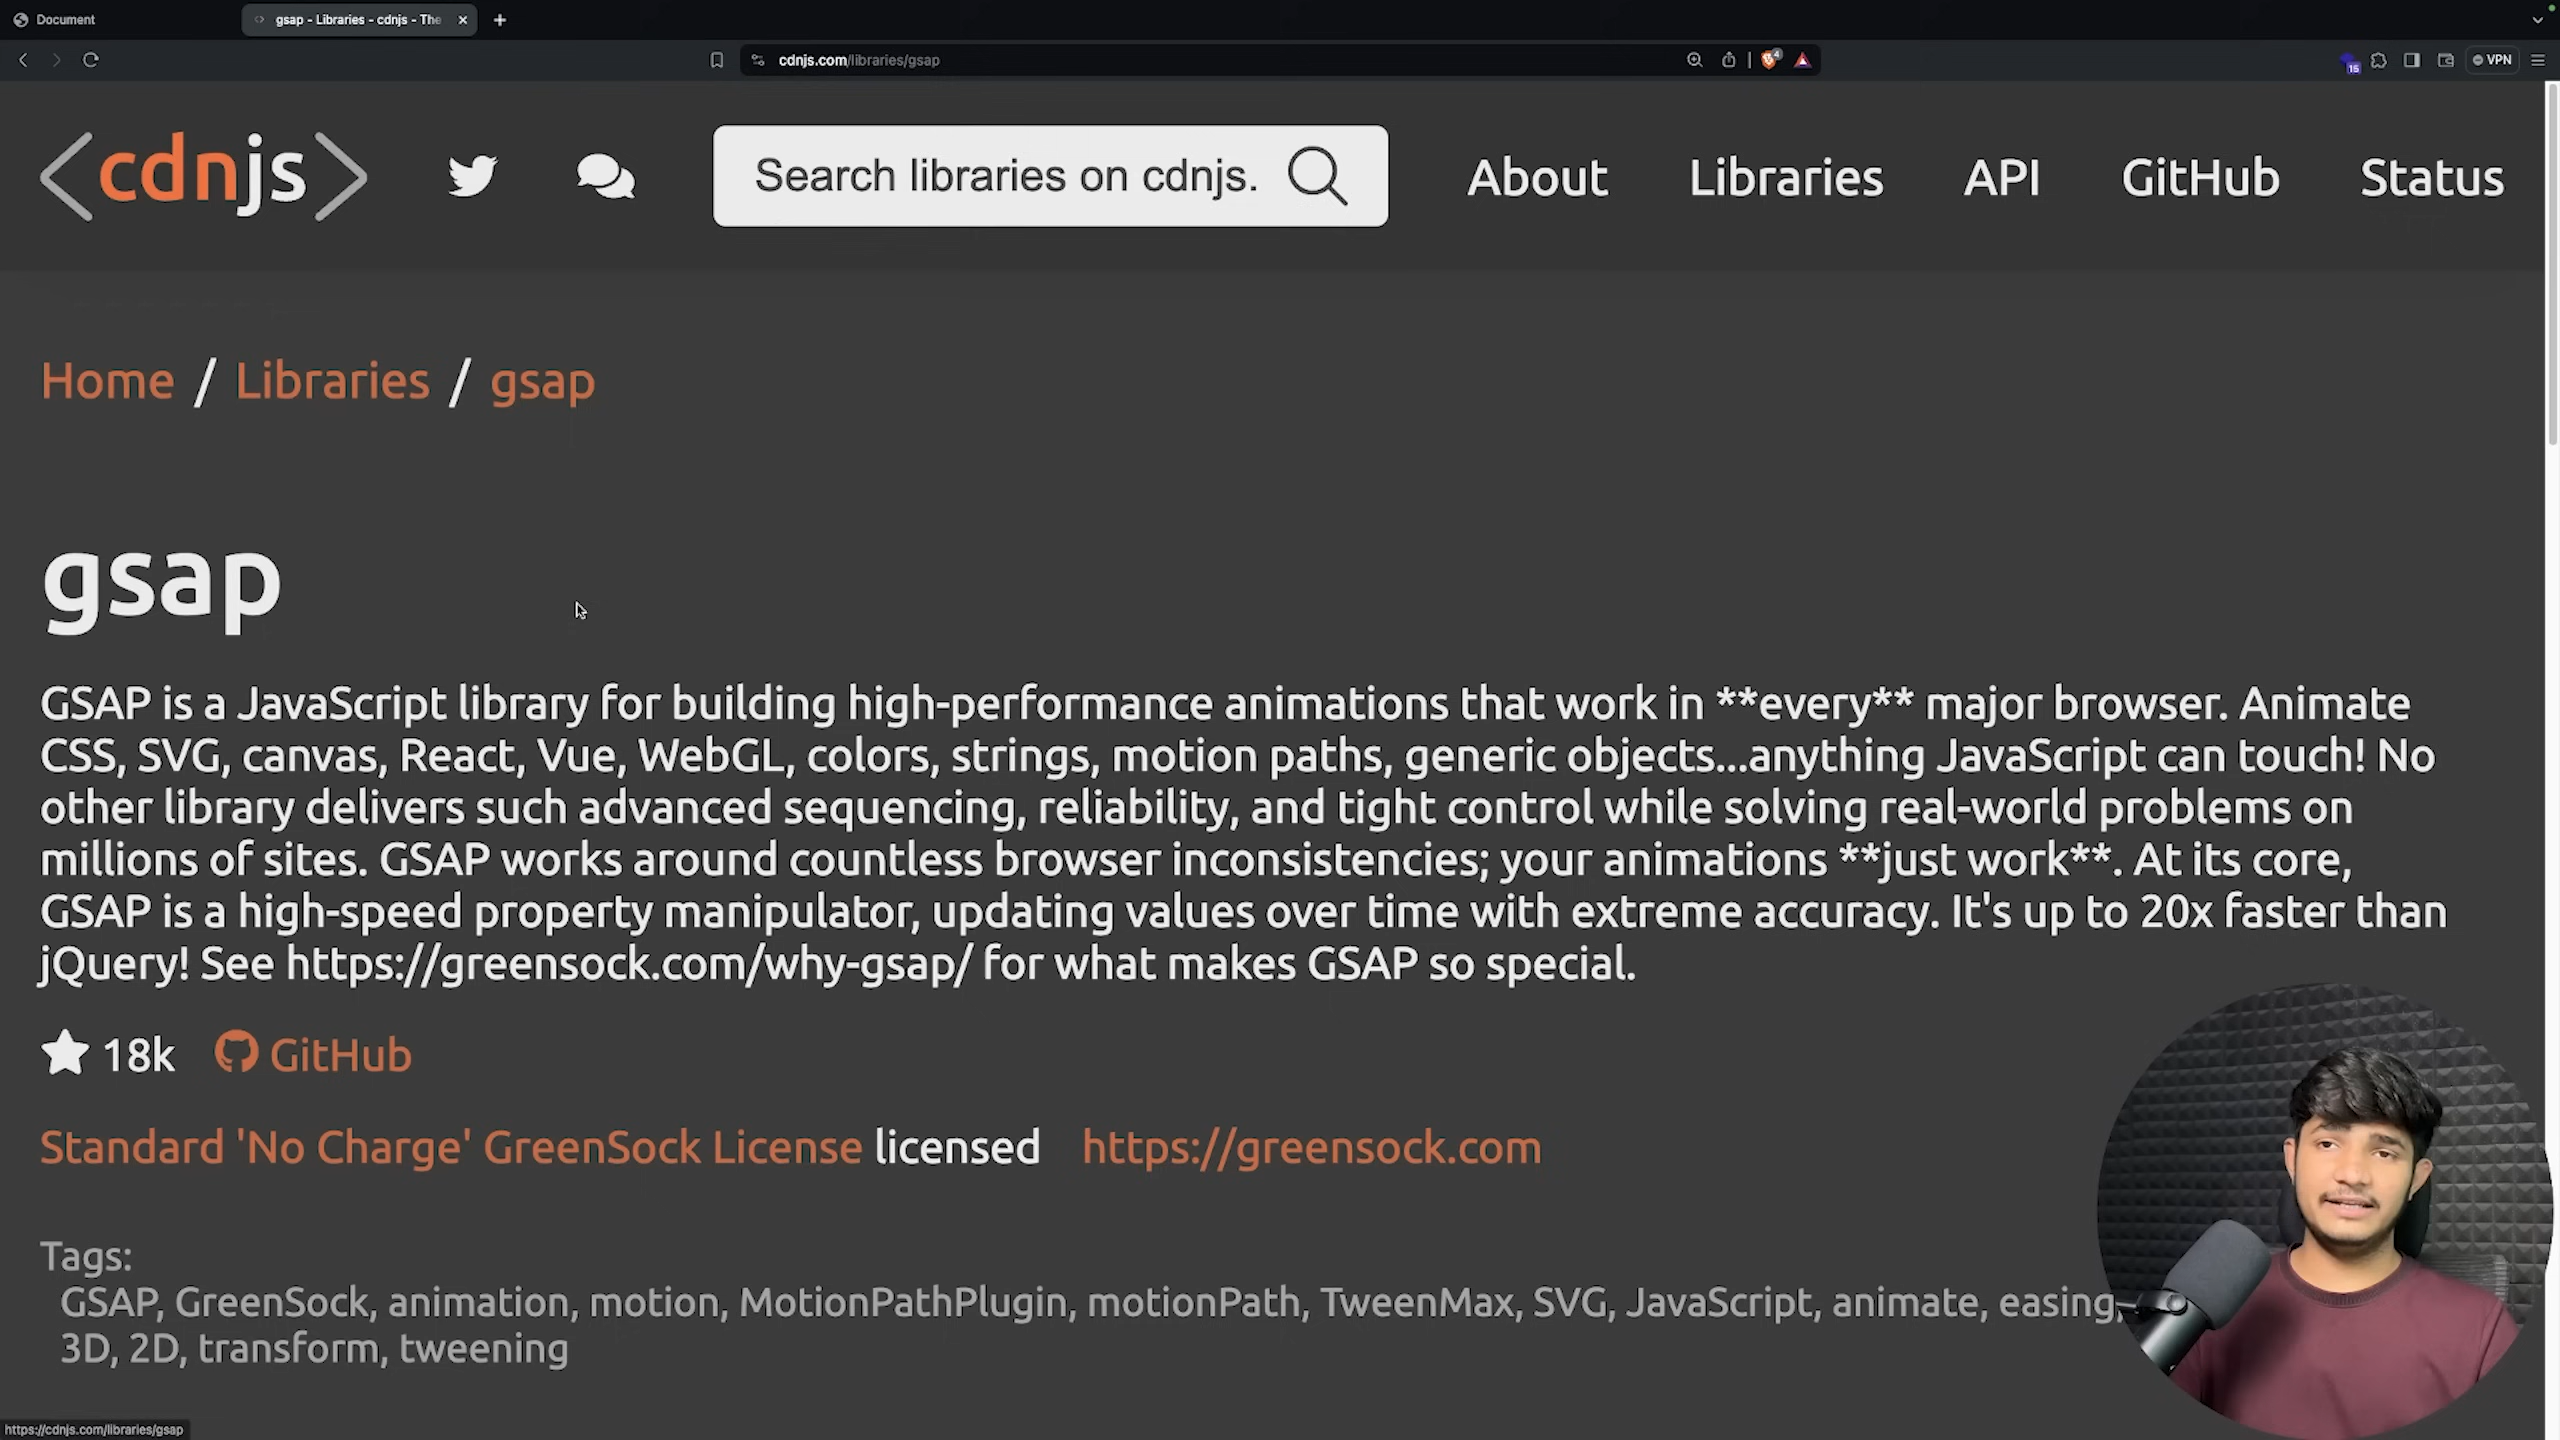 Document
gsap - Libraries - cdnjs - The
cdnjs.com/libraries/gsap
4
15
VPN
<cdnjs>
Search libraries on cdnjs.
About
Libraries
API
GitHub
Status
Home / Libraries / gsap
gsap
GSAP is a JavaScript library for building high-performance animations that work in **every** major browser. Animate
CSS, SVG, canvas, React, Vue, WebGL, colors, strings, motion paths, generic objects...anything JavaScript can touch! No
other library delivers such advanced sequencing, reliability, and tight control while solving real-world problems on
millions of sites. GSAP works around countless browser inconsistencies; your animations **just work**. At its core,
GSAP is a high-speed property manipulator, updating values over time with extreme accuracy. It's up to 20x faster than
jQuery! See https://greensock.com/why-gsap/ for what makes GSAP so special.
18k GitHub
Standard 'No Charge' GreenSock License licensed https://greensock.com
Tags:
GSAP, GreenSock, animation, motion, MotionPathPlugin, motionPath, TweenMax, SVG, JavaScript, animate, easing,
3D, 2D, transform, tweening
https://cdnjs.com/libraries/gsap